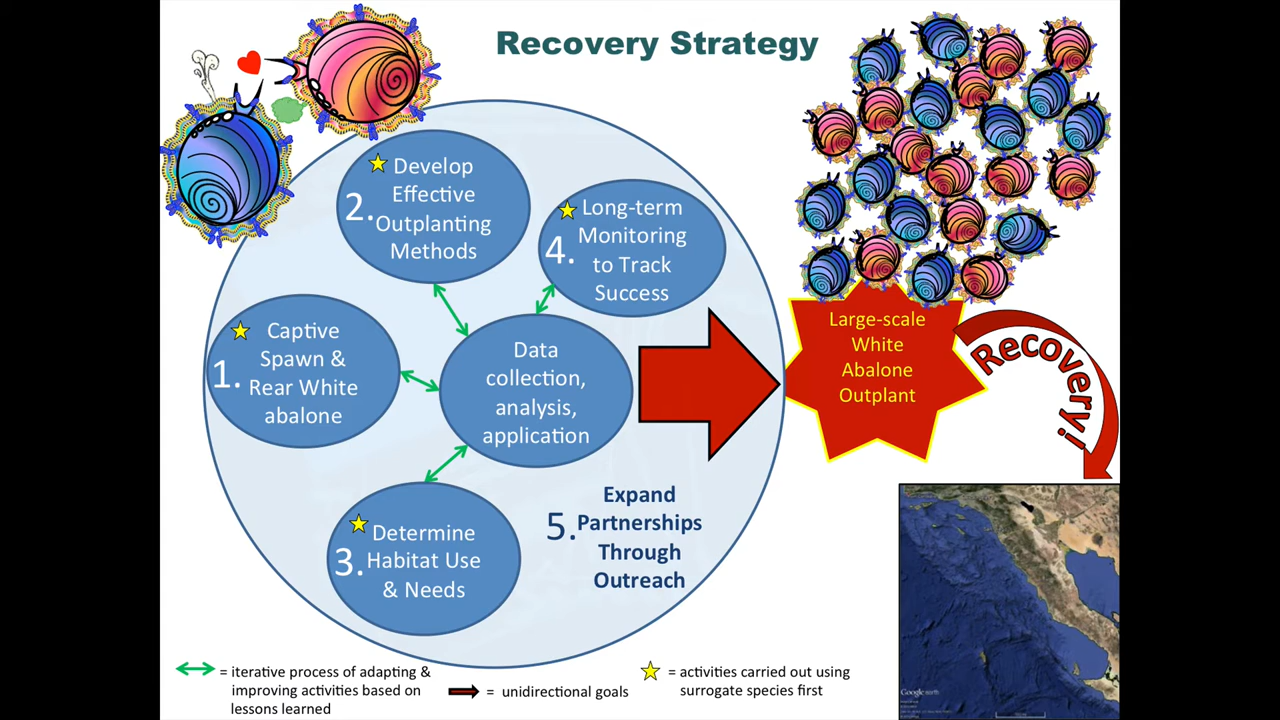 Recovery Strategy
2.
Develop
Effective
Outplanting
Methods
4.
Long-term
Monitoring
to Track
Success
1.
Captive
Spawn &
Rear White
abalone
Data
collection,
analysis,
application
3.
Determine
Habitat Use
& Needs
5.
Expand
Partnerships
Through
Outreach
Large-scale
White
Abalone
Outplant
Recovery!
= iterative process of adapting &
improving activities based on
lessons learned
= unidirectional goals
= activities carried out using
surrogate species first
Google earth